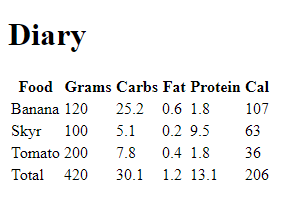 Diary
Food Grams Carbs Fat Protein Cal
Banana 120 25.2 0.6 1.8 107
Skyr 100 5.1 0.2 9.5 63
Tomato 200 7.8 0.4 1.8 36
Total 420 30.1 1.2 13.1 206